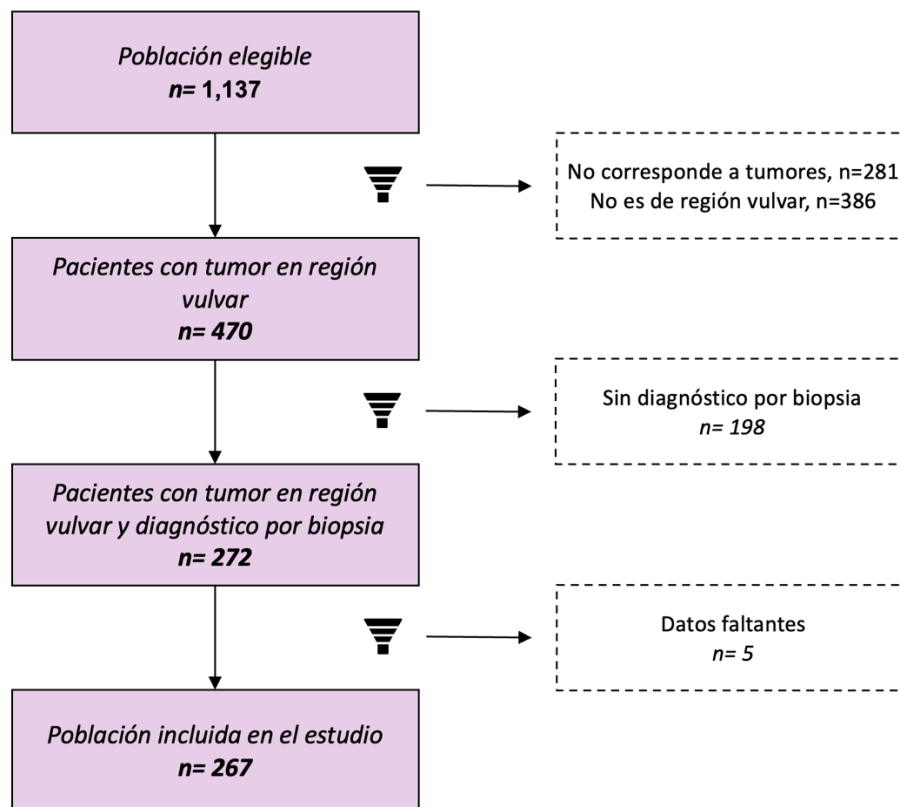 Población elegible
n= 1,137
No corresponde a tumores, n=281
No es de región vulvar, n=386
Pacientes con tumor en región
vulvar
n= 470
Sin diagnóstico por biopsia
n= 198
Pacientes con tumor en región
vulvar y diagnóstico por biopsia
n= 272
Datos faltantes
n= 5
Población incluida en el estudio
n= 267